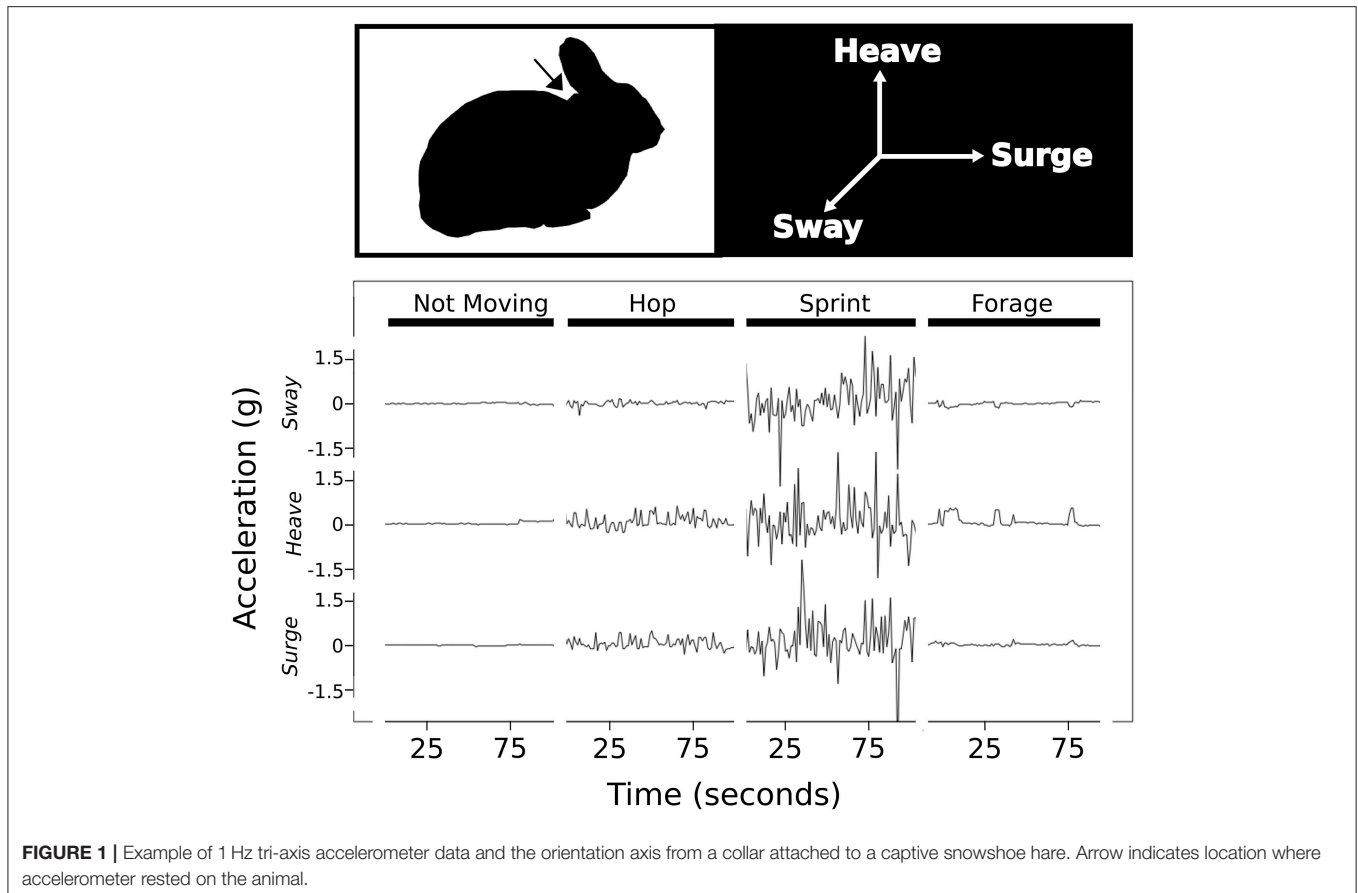 Heave
Surge
Sway
Not Moving Hop Sprint Forage
Acceleration (g)
Sway
1.5
0
-1.5
Heave
1.5
0
-1.5
Surge
1.5
0
-1.5
25 75 25 75 25 75 25 75
Time (seconds)
FIGURE 1 | Example of 1 Hz tri-axis accelerometer data and the orientation axis from a collar attached to a captive snowshoe hare. Arrow indicates location where
accelerometer rested on the animal.